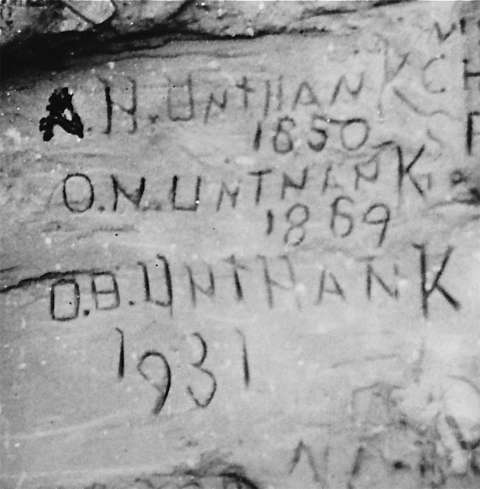 A.H. UNTHANK
1850
O.N. UNTHANK
1869
O.B. UNTHANK
1931